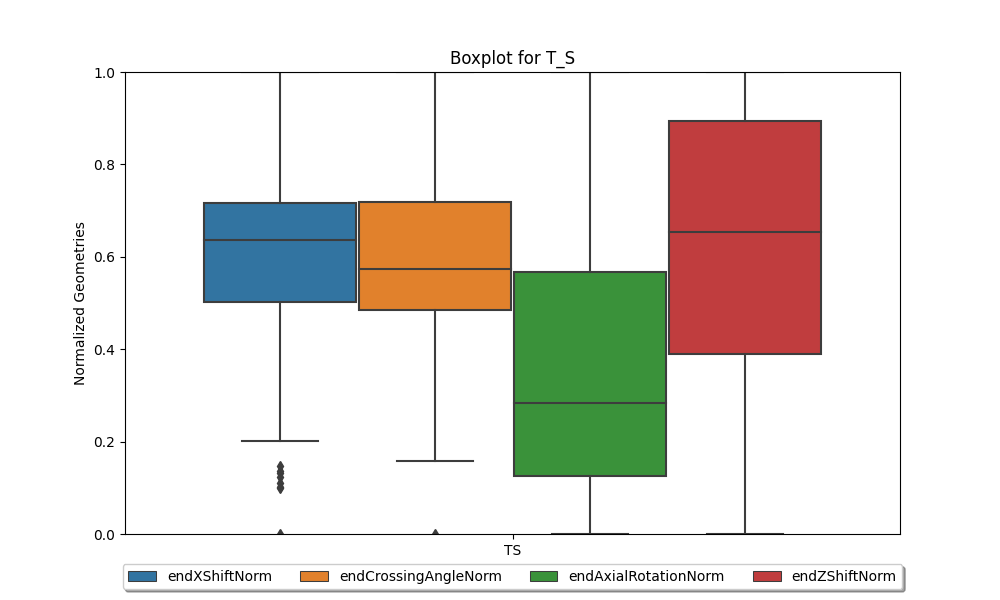 Boxplot for T_S
1.0
0.8
0.6
0.4
0.2
0.0
Normalized Geometries
TS
endXShiftNorm endCrossingAngleNorm endAxialRotationNorm endZShiftNorm